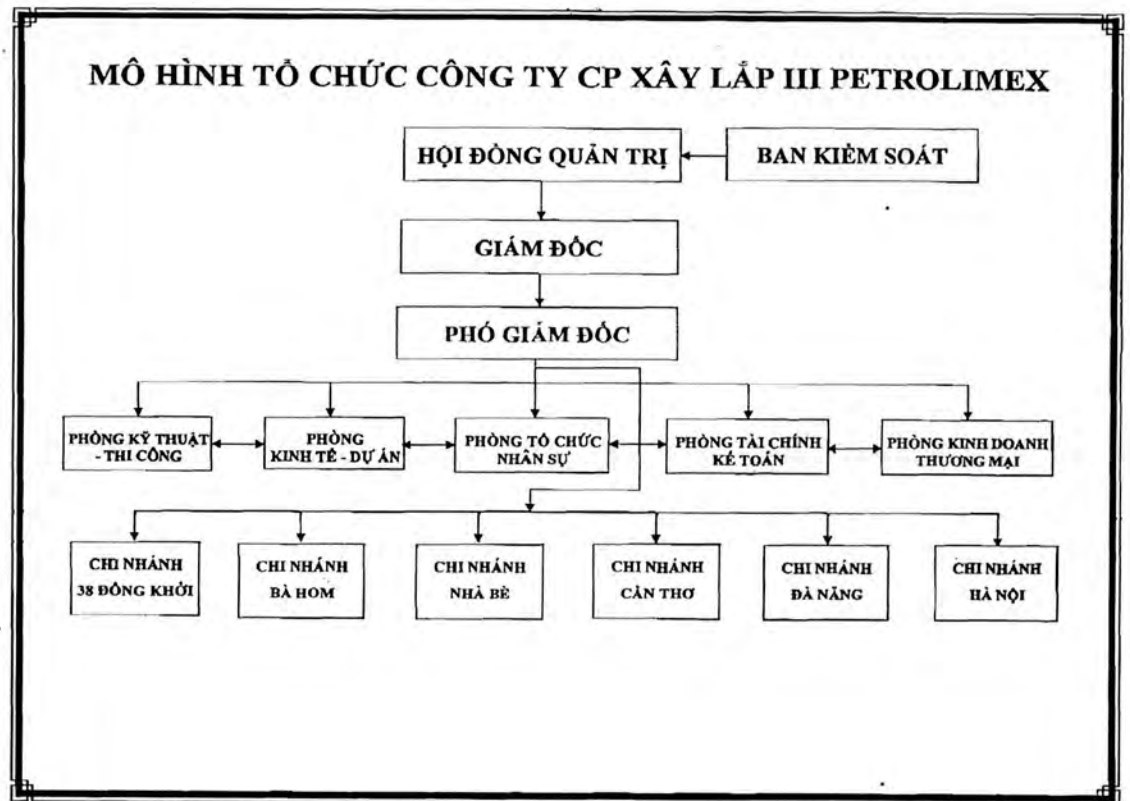 MÔ HÌNH TỔ CHỨC CÔNG TY CP XÂY LẮP III PETROLIMEX
HỘI ĐỒNG QUẢN TRỊ
BAN KIỂM SOÁT
GIÁM ĐỐC
PHÓ GIÁM ĐỐC
PHÒNG KỸ THUẬT
- THI CÔNG
PHÒNG
KINH TẾ - DỰ ÁN
PHÒNG TỔ CHỨC
NHÂN SỰ
PHÒNG TÀI CHÍNH
KẾ TOÁN
PHÒNG KINH DOANH
THƯƠNG MẠI
CHI NHÁNH
38 ĐỒNG KHỞI
CHI NHÁNH
BÀ HOM
CHI NHÁNH
NHÀ BÈ
CHI NHÁNH
CẦN THƠ
CHI NHÁNH
ĐÀ NẴNG
CHI NHÁNH
HÀ NỘI